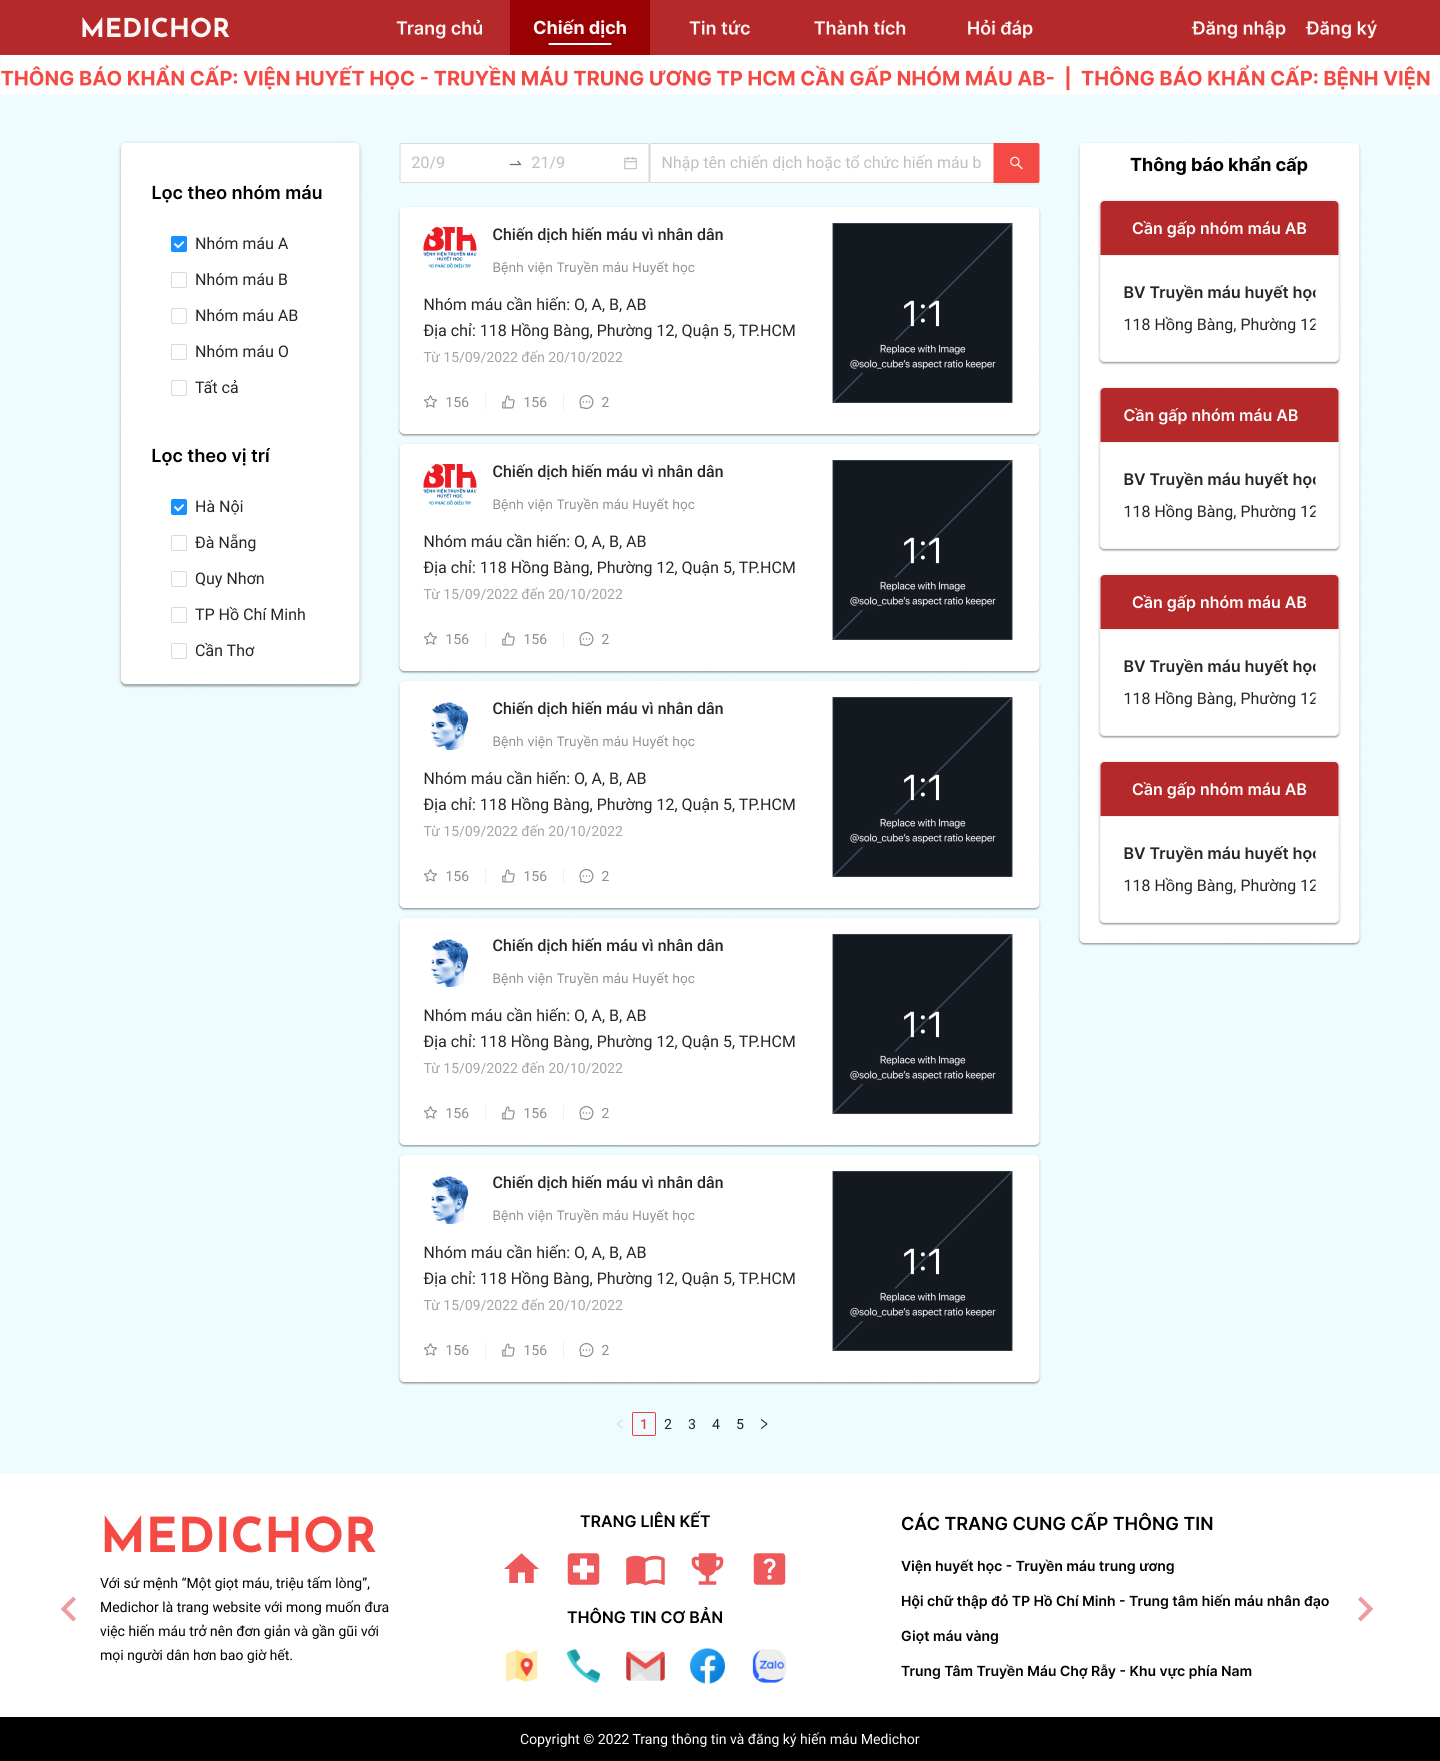 MEDICHOR
Trang chủ
Chiến dịch
Tin tức
Thành tích
Hỏi đáp
Đăng nhập
Đăng ký
THÔNG BÁO KHẨN CẤP: VIỆN HUYẾT HỌC - TRUYỀN MÁU TRUNG ƯƠNG TP HCM CẦN GẤP NHÓM MÁU AB- | THÔNG BÁO KHẨN CẤP: BỆNH VIỆN
Lọc theo nhóm máu
Nhóm máu A
Nhóm máu B
Nhóm máu AB
Nhóm máu O
Tất cả
Lọc theo vị trí
Hà Nội
Đà Nẵng
Quy Nhơn
TP Hồ Chí Minh
Cần Thơ
20/9
21/9
Nhập tên chiến dịch hoặc tổ chức hiến máu b
BTh
BỆNH VIỆN TRUYỀN MÁU
HUYẾT HỌC
Chiến dịch hiến máu vì nhân dân
Bệnh viện Truyền máu Huyết học
Nhóm máu cần hiến: O, A, B, AB
Địa chỉ: 118 Hồng Bàng, Phường 12, Quận 5, TP.HCM
Từ 15/09/2022 đến 20/10/2022
156
156
2
1:1
Replace with Image
@solo_cube's aspect ratio keeper
BTh
BỆNH VIỆN TRUYỀN MÁU
HUYẾT HỌC
Chiến dịch hiến máu vì nhân dân
Bệnh viện Truyền máu Huyết học
Nhóm máu cần hiến: O, A, B, AB
Địa chỉ: 118 Hồng Bàng, Phường 12, Quận 5, TP.HCM
Từ 15/09/2022 đến 20/10/2022
156
156
2
1:1
Replace with Image
@solo_cube's aspect ratio keeper
Chiến dịch hiến máu vì nhân dân
Bệnh viện Truyền máu Huyết học
Nhóm máu cần hiến: O, A, B, AB
Địa chỉ: 118 Hồng Bàng, Phường 12, Quận 5, TP.HCM
Từ 15/09/2022 đến 20/10/2022
156
156
2
1:1
Replace with Image
@solo_cube's aspect ratio keeper
Chiến dịch hiến máu vì nhân dân
Bệnh viện Truyền máu Huyết học
Nhóm máu cần hiến: O, A, B, AB
Địa chỉ: 118 Hồng Bàng, Phường 12, Quận 5, TP.HCM
Từ 15/09/2022 đến 20/10/2022
156
156
2
1:1
Replace with Image
@solo_cube's aspect ratio keeper
Chiến dịch hiến máu vì nhân dân
Bệnh viện Truyền máu Huyết học
Nhóm máu cần hiến: O, A, B, AB
Địa chỉ: 118 Hồng Bàng, Phường 12, Quận 5, TP.HCM
Từ 15/09/2022 đến 20/10/2022
156
156
2
1:1
Replace with Image
@solo_cube's aspect ratio keeper
1 2 3 4 5
Thông báo khẩn cấp
Cần gấp nhóm máu AB
BV Truyền máu huyết học
118 Hồng Bàng, Phường 12
Cần gấp nhóm máu AB
BV Truyền máu huyết học
118 Hồng Bàng, Phường 12
Cần gấp nhóm máu AB
BV Truyền máu huyết học
118 Hồng Bàng, Phường 12
Cần gấp nhóm máu AB
BV Truyền máu huyết học
118 Hồng Bàng, Phường 12
MEDICHOR
Với sứ mệnh “Một giọt máu, triệu tấm lòng”,
Medichor là trang website với mong muốn đưa
việc hiến máu trở nên đơn giản và gần gũi với
mọi người dân hơn bao giờ hết.
TRANG LIÊN KẾT
THÔNG TIN CƠ BẢN
Zalo
CÁC TRANG CUNG CẤP THÔNG TIN
Viện huyết học - Truyền máu trung ương
Hội chữ thập đỏ TP Hồ Chí Minh - Trung tâm hiến máu nhân đạo
Giọt máu vàng
Trung Tâm Truyền Máu Chợ Rẫy - Khu vực phía Nam
Copyright © 2022 Trang thông tin và đăng ký hiến máu Medichor